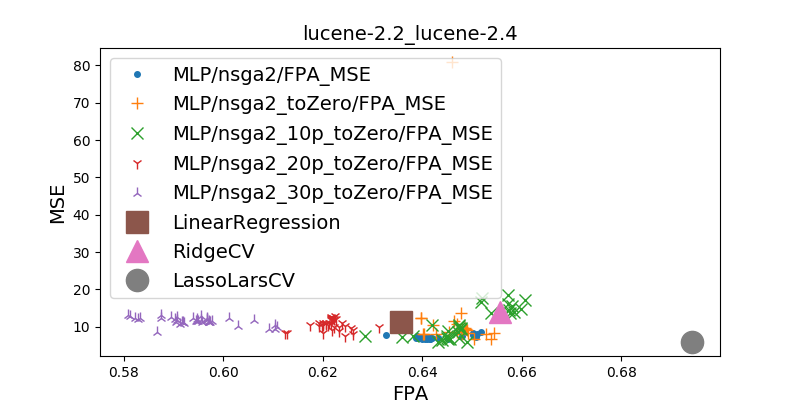 lucene-2.2_lucene-2.4
80
70
60
50
40
30
20
10
MSE
MLP/nsga2/FPA_MSE
MLP/nsga2_toZero/FPA_MSE
MLP/nsga2_10p_toZero/FPA_MSE
MLP/nsga2_20p_toZero/FPA_MSE
MLP/nsga2_30p_toZero/FPA_MSE
LinearRegression
RidgeCV
LassoLarsCV
0.58 0.60 0.62 0.64 0.66 0.68
FPA